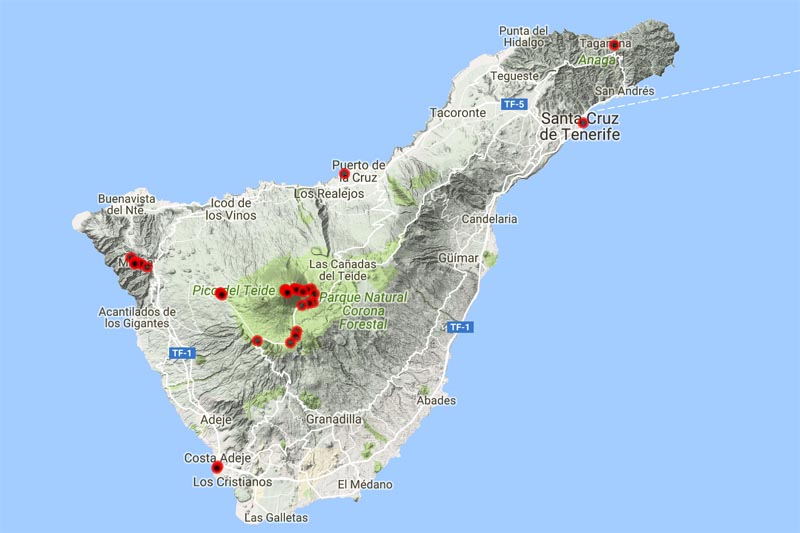 Punta del
Hidalgo
Taganana
Anaga
Tegueste
San Andrés
TF-5
Tacoronte
Santa Cruz
de Tenerife
Puerto de
la Cruz
Los Realejos
Buenavista
del Nte.
Icod de
los Vinos
Candelaria
Güímar
Las Cañadas
del Teide
Pico del Teide
Parque Natural
Corona
Forestal
Acantilados de
los Gigantes
TF-1
TF-1
Abades
Adeje
Granadilla
Costa Adeje
Los Cristianos
El Médano
Las Galletas